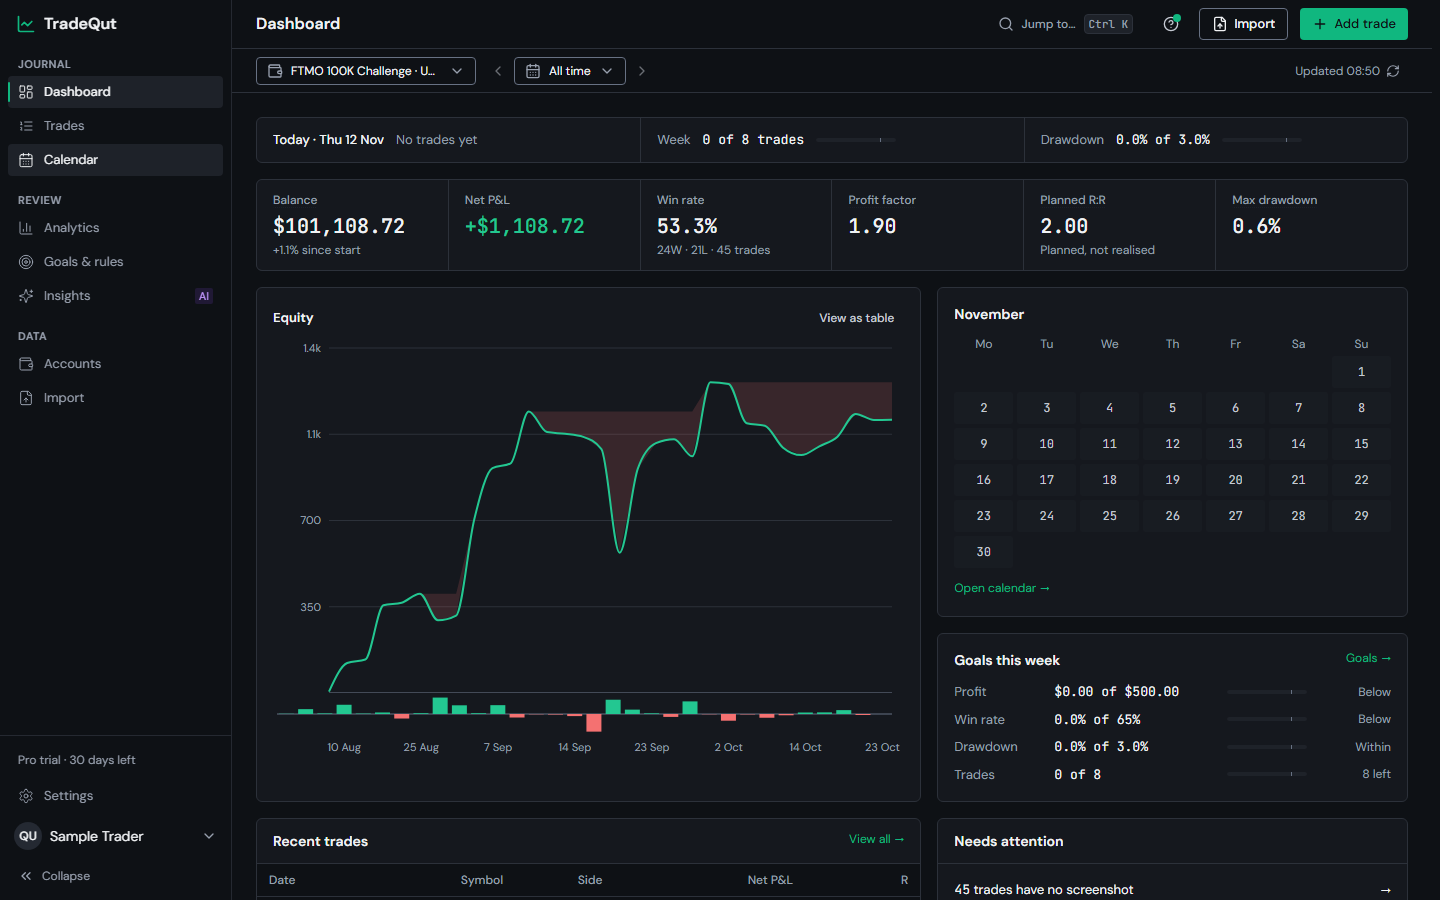 TradeQut
JOURNAL
Dashboard
Trades
Calendar
REVIEW
Analytics
Goals & rules
Insights AI
DATA
Accounts
Import
Pro trial · 30 days left
Settings
QU Sample Trader
Collapse
Dashboard
Jump to... Ctrl K
Import
Add trade
FTMO 100K Challenge · U...
All time
Updated 08:50
Today · Thu 12 Nov No trades yet
Week 0 of 8 trades
Drawdown 0.0% of 3.0%
Balance
$101,108.72
+1.1% since start
Net P&L
+$1,108.72
Win rate
53.3%
24W · 21L · 45 trades
Profit factor
1.90
Planned R:R
2.00
Planned, not realised
Max drawdown
0.6%
Equity
View as table
1.4k
1.1k
700
350
10 Aug 25 Aug 7 Sep 14 Sep 23 Sep 2 Oct 14 Oct 23 Oct
November
Mo Tu We Th Fr Sa Su
1
2 3 4 5 6 7 8
9 10 11 12 13 14 15
16 17 18 19 20 21 22
23 24 25 26 27 28 29
30
Open calendar →
Goals this week
Goals →
Profit $0.00 of $500.00 Below
Win rate 0.0% of 65% Below
Drawdown 0.0% of 3.0% Within
Trades 0 of 8 8 left
Recent trades
View all →
Date Symbol Side Net P&L R
Needs attention
45 trades have no screenshot →